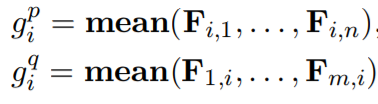 g_i^p = mean(F_{i,1}, ..., F_{i,n}),
g_i^q = mean(F_{1,i}, ..., F_{m,i})